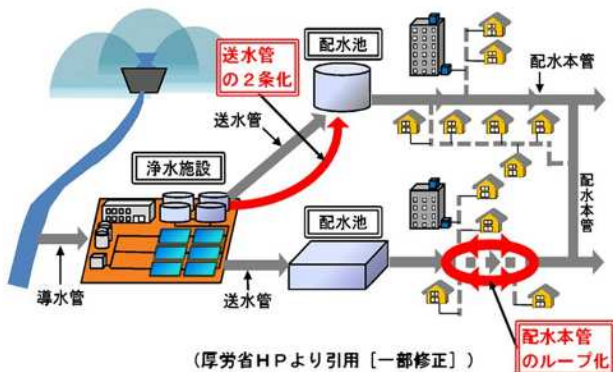 送水管
の２条化
配水池
配水本管
送水管
浄水施設
配水池
配水本管
導水管
送水管
配水本管
のループ化
(厚労省ＨＰより引用［一部修正］)